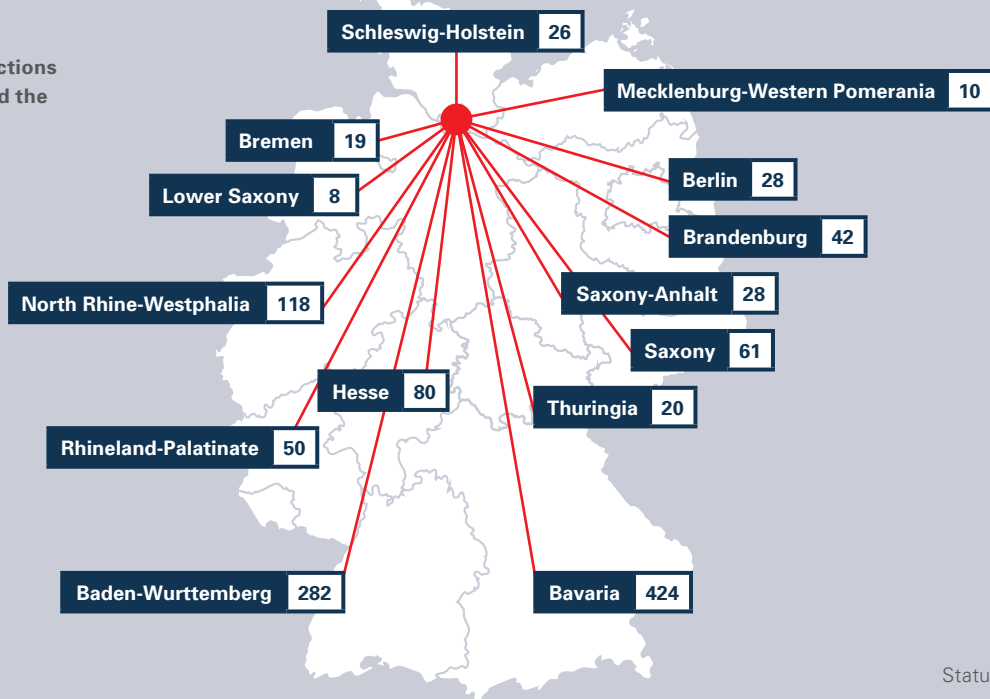 Schleswig-Holstein 26
d the
Mecklenburg-Western Pomerania 10
Bremen 19
Berlin 28
Lower Saxony 8
Brandenburg 42
Saxony-Anhalt 28
North Rhine-Westphalia 118
Saxony 61
Hesse 80
Thuringia 20
Rhineland-Palatinate 50
Baden-Wurttemberg 282
Bavaria 424